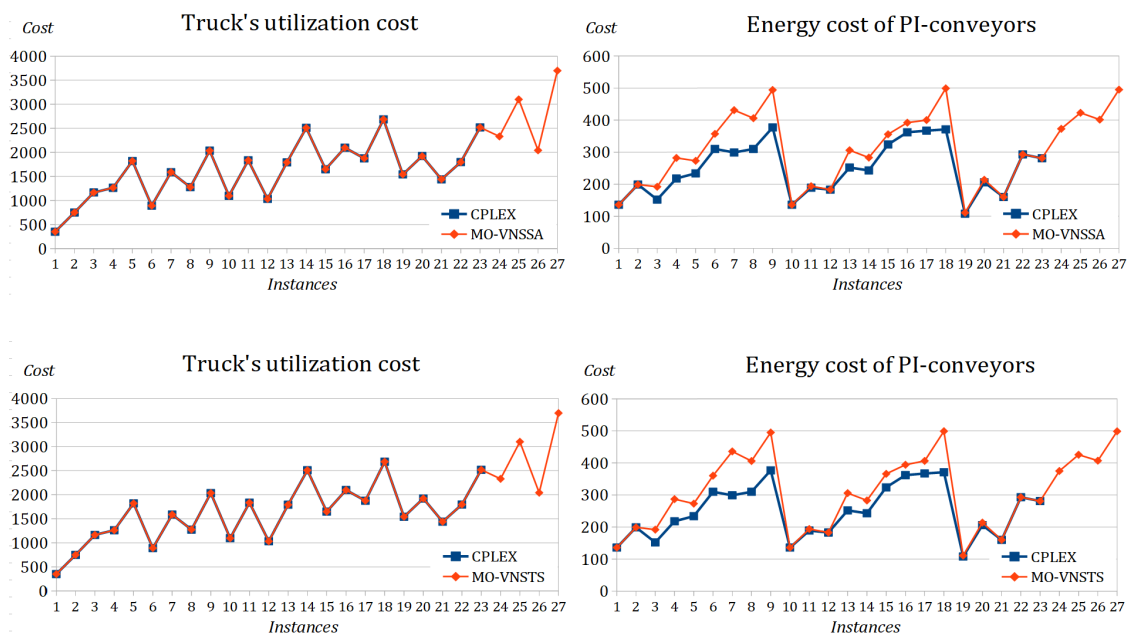 Truck's utilization cost
Cost
4000
3500
3000
2500
2000
1500
1000
500
0
1 2 3 4 5 6 7 8 9 10 11 12 13 14 15 16 17 18 19 20 21 22 23 24 25 26 27
Instances
CPLEX
MO-VNSSA
Energy cost of PI-conveyors
Cost
600
500
400
300
200
100
0
1 2 3 4 5 6 7 8 9 10 11 12 13 14 15 16 17 18 19 20 21 22 23 24 25 26 27
Instances
CPLEX
MO-VNSSA
Truck's utilization cost
Cost
4000
3500
3000
2500
2000
1500
1000
500
0
1 2 3 4 5 6 7 8 9 10 11 12 13 14 15 16 17 18 19 20 21 22 23 24 25 26 27
Instances
CPLEX
MO-VNSTS
Energy cost of PI-conveyors
Cost
600
500
400
300
200
100
0
1 2 3 4 5 6 7 8 9 10 11 12 13 14 15 16 17 18 19 20 21 22 23 24 25 26 27
Instances
CPLEX
MO-VNSTS